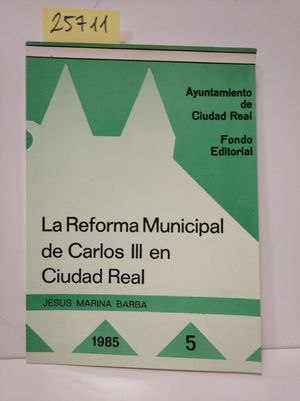 25711
Ayuntamiento
de
Ciudad Real
Fondo
Editorial
La Reforma Municipal
de Carlos III en
Ciudad Real
JESUS MARINA BARBA
1985 5